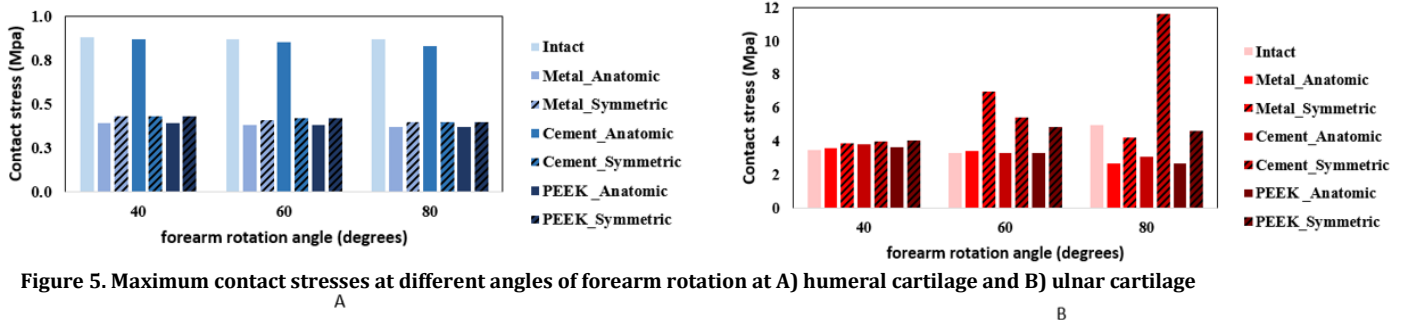 1.0
0.8
0.5
0.3
0.0
Contact stress (Mpa)
40 60 80
forearm rotation angle (degrees)
Intact
Metal_Anatomic
Metal_Symmetric
Cement_Anatomic
Cement_Symmetric
PEEK_Anatomic
PEEK_Symmetric
12
10
8
6
4
2
0
Contact stress (Mpa)
40 60 80
forearm rotation angle (degrees)
Intact
Metal_Anatomic
Metal_Symmetric
Cement_Anatomic
Cement_Symmetric
PEEK _Anatomic
PEEK_Symmetric
Figure 5. Maximum contact stresses at different angles of forearm rotation at A) humeral cartilage and B) ulnar cartilage
A
B